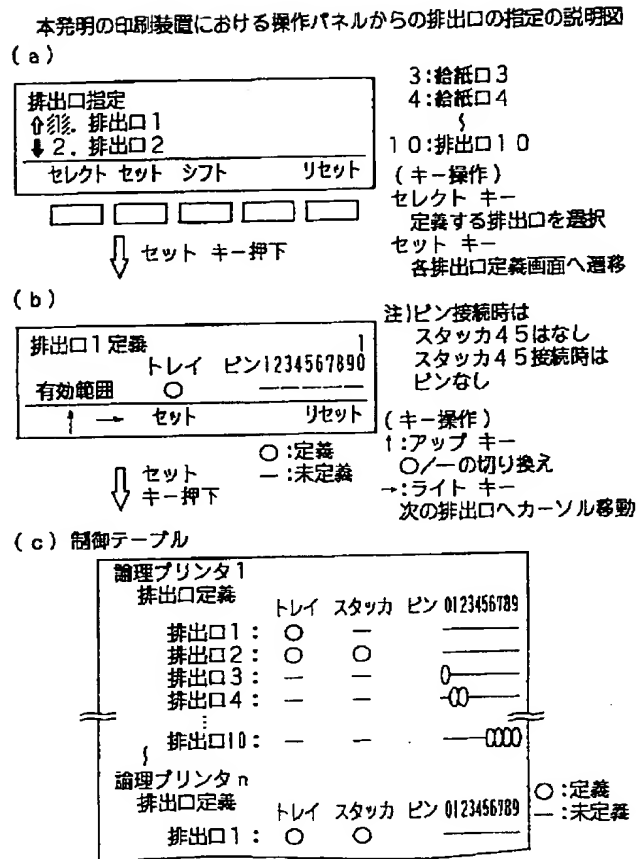 本発明の印刷装置における操作パネルからの排出口の指定の説明図
(a)
排出口指定
⇧ . 排出口1
⬇ 2. 排出口2
セレクト セット シフト リセット
セット キー押下
3:給紙口3
4:給紙口4
〜
10:排出口10
(キー操作)
セレクト キー
定義する排出口を選択
セット キー
各排出口定義画面へ遷移
(b)
排出口1定義 1
トレイ ピン1234567890
有効範囲 ○ ――――――
↑ → セット リセット
○:定義
―:未定義
セット
キー押下
注)ピン接続時は
スタッカ45はなし
スタッカ45接続時は
ピンなし
(キー操作)
↑:アップ キー
○/―の切り換え
→:ライト キー
次の排出口へカーソル移動
(c) 制御テーブル
論理プリンタ1
排出口定義
トレイ スタッカ ピン 0123456789
排出口1: ○ ―
排出口2: ○ ○
排出口3: ― ―
排出口4: ― ―
⋮
排出口10: ― ―
〜
論理プリンタn
排出口定義
トレイ スタッカ ピン 0123456789
排出口1: ○ ○
○:定義
―:未定義